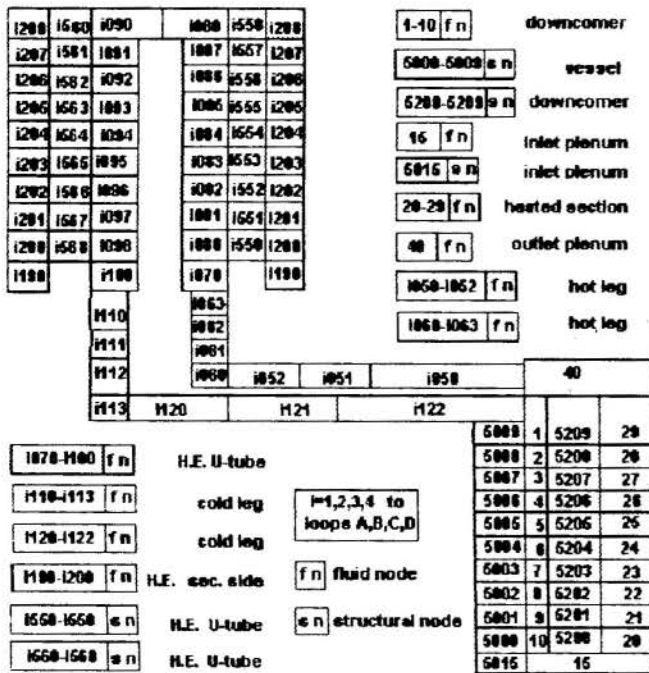 i208 i560 i090 i088 i558 i208 1-10 f n downcomer
i207 i561 i091 i087 i557 i207 5000-5009 s n vessel
i206 i562 i092 i086 i556 i206
i205 i563 i093 i085 i555 i205 5200-5209 s n downcomer
i204 i564 i094 i084 i554 i204 15 f n inlet plenum
i203 i565 i095 i083 i553 i203 5015 s n inlet plenum
i202 i566 i096 i082 i552 i202 20-29 f n heated section
i201 i567 i097 i081 i551 i201
i200 i568 i098 i080 i550 i200 40 f n outlet plenum
i190 i100 i070 i190 i050-i052 f n hot leg
i110 i063 i060-i063 f n hot leg
i062
i111 i061
i112 i060 i052 i051 i050 40
i113 i120 i121 i122
5009 1 5209 29
5008 2 5208 28
5007 3 5207 27
5006 4 5206 26
5005 5 5205 25
5004 6 5204 24
5003 7 5203 23
5002 8 5202 22
5001 9 5201 21
5000 10 5200 20
5015 15
i070-i100 f n H.E. U-tube
i110-i113 f n cold leg
i120-i122 f n cold leg
i190-i208 f n H.E. sec. side
i550-i558 s n H.E. U-tube
i560-i568 s n H.E. U-tube
i=1,2,3,4 to
loops A,B,C,D
f n fluid node
s n structural node